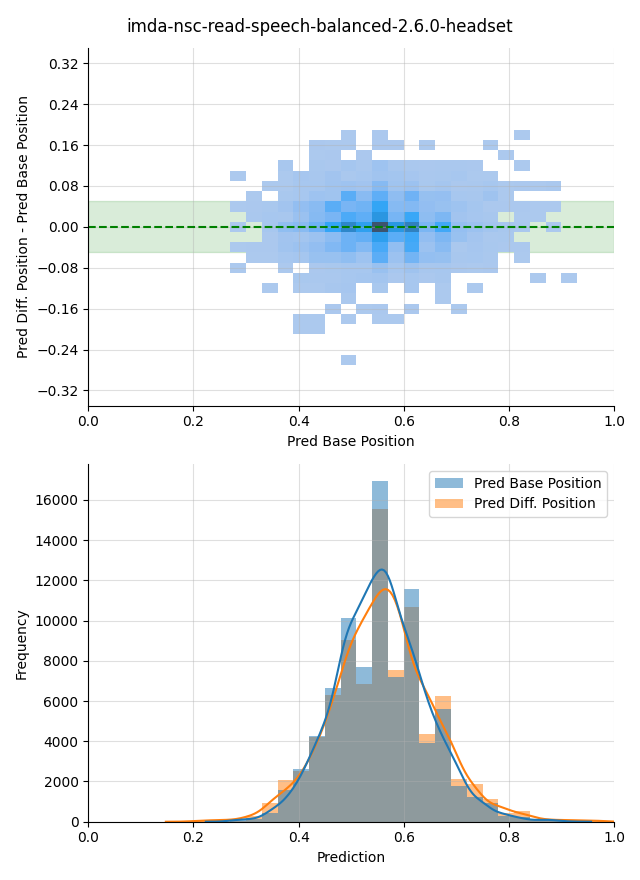 imda-nsc-read-speech-balanced-2.6.0-headset
Pred Diff. Position - Pred Base Position
0.32
0.24
0.16
0.08
0.00
−0.08
−0.16
−0.24
−0.32
0.0 0.2 0.4 0.6 0.8 1.0
Pred Base Position
Frequency
16000
14000
12000
10000
8000
6000
4000
2000
0
Pred Base Position
Pred Diff. Position
0.0 0.2 0.4 0.6 0.8 1.0
Prediction